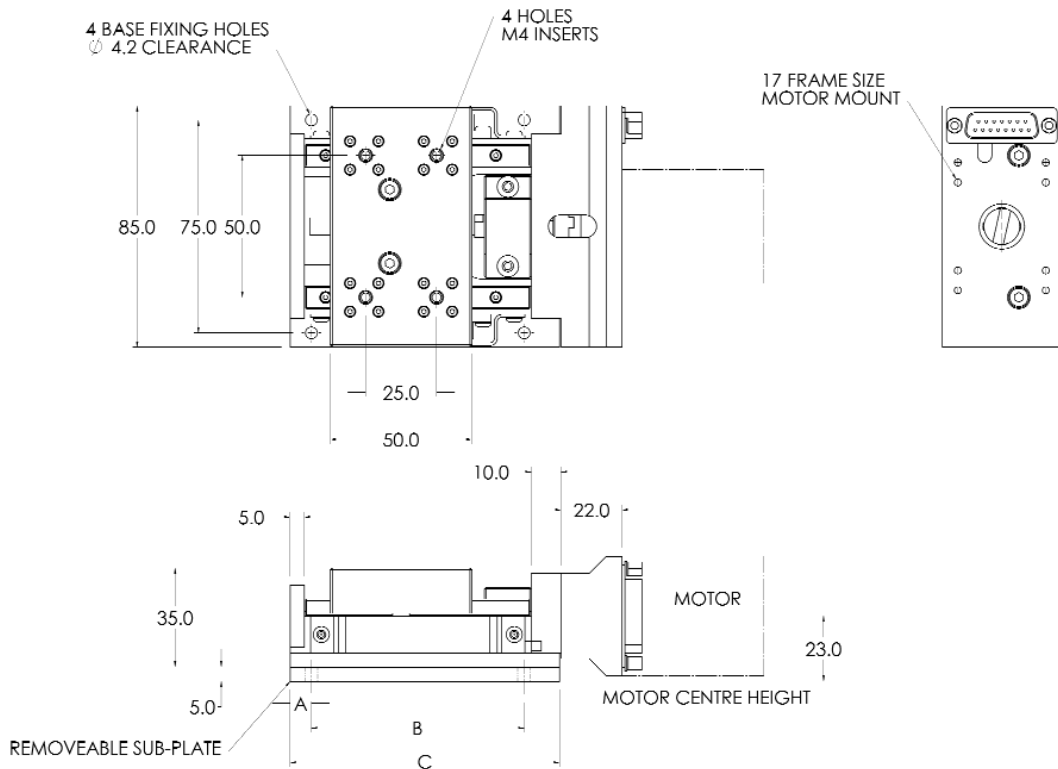 4 BASE FIXING HOLES
∅ 4.2 CLEARANCE
4 HOLES
M4 INSERTS
17 FRAME SIZE
MOTOR MOUNT
85.0
75.0
50.0
25.0
50.0
10.0
5.0
22.0
35.0
MOTOR
23.0
5.0
A
MOTOR CENTRE HEIGHT
B
REMOVEABLE SUB-PLATE
C